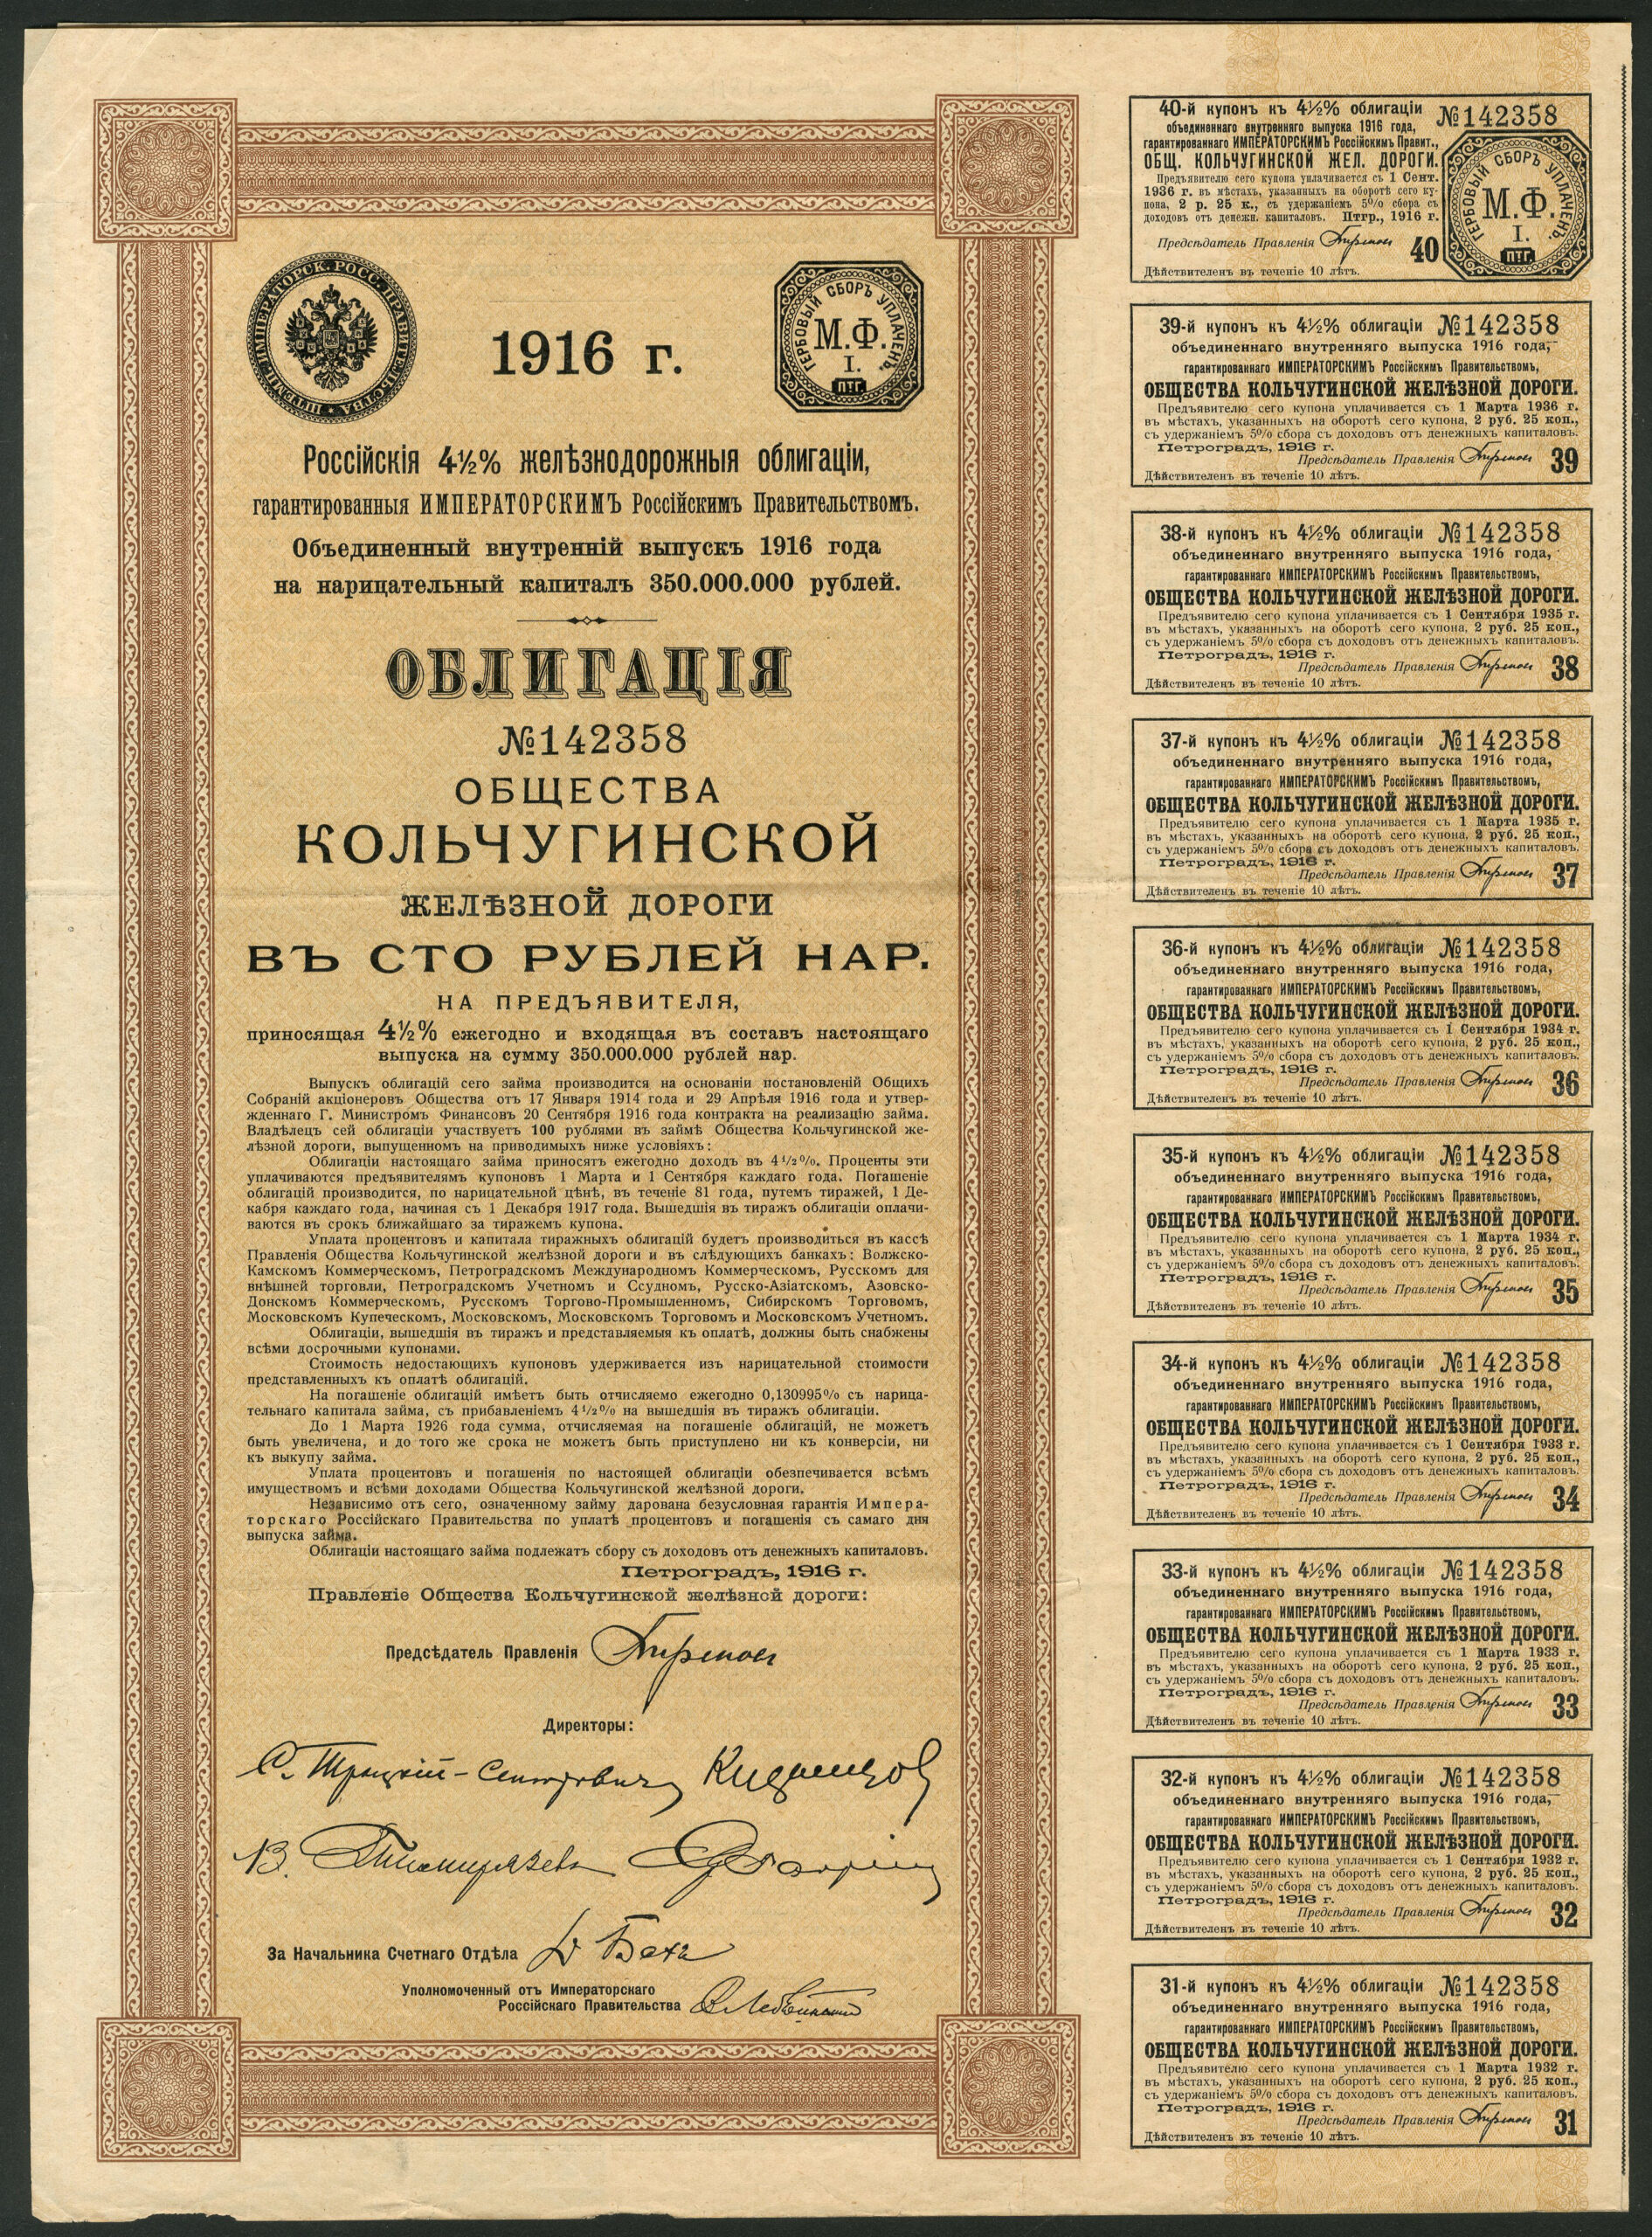 ШТЕМП. ИМПЕРАТОРСК. РОСС. ПРАВИТЕЛЬСТВА
1916 г.
ГЕРБОВЫЙ СБОРЪ УПЛАЧЕНЪ.
М.Ф.
I.
ПТГ.
Россійскія 4½% желѣзнодорожныя облигаціи,
гарантированныя ИМПЕРАТОРСКИМЪ Россійскимъ Правительствомъ.
Объединенный внутренній выпускъ 1916 года
на нарицательный капиталъ 350.000.000 рублей.
ОБЛИГАЦІЯ
№142358
ОБЩЕСТВА
КОЛЬЧУГИНСКОЙ
ЖЕЛѢЗНОЙ ДОРОГИ
ВЪ СТО РУБЛЕЙ НАР.
НА ПРЕДЪЯВИТЕЛЯ,
приносящая 4½% ежегодно и входящая въ составъ настоящаго
выпуска на сумму 350.000.000 рублей нар.
Выпускъ облигацій сего займа производится на основаніи постановленій Общихъ
Собраній акціонеровъ Общества отъ 17 Января 1914 года и 29 Апрѣля 1916 года и утвер-
жденнаго Г. Министромъ Финансовъ 20 Сентября 1916 года контракта на реализацію займа.
Владѣлецъ сей облигаціи участвуетъ 100 рублями въ займѣ Общества Кольчугинской же-
лѣзной дороги, выпущенномъ на приводимыхъ ниже условіяхъ:
Облигаціи настоящаго займа приносятъ ежегодно доходъ въ 4½%. Проценты эти
уплачиваются предъявителямъ купоновъ 1 Марта и 1 Сентября каждаго года. Погашеніе
облигацій производится, по нарицательной цѣнѣ, въ теченіе 81 года, путемъ тиражей, 1 Де-
кабря каждаго года, начиная съ 1 Декабря 1917 года. Вышедшія въ тиражъ облигаціи оплачи-
ваются въ срокъ ближайшаго за тиражемъ купона.
Уплата процентовъ и капитала тиражныхъ облигацій будетъ производиться въ кассѣ
Правленія Общества Кольчугинской желѣзной дороги и въ слѣдующихъ банкахъ: Волжско-
Камскомъ Коммерческомъ, Петроградскомъ Международномъ Коммерческомъ, Русскомъ для
внѣшней торговли, Петроградскомъ Учетномъ и Ссудномъ, Русско-Азіатскомъ, Азовско-
Донскомъ Коммерческомъ, Русскомъ Торгово-Промышленномъ, Сибирскомъ Торговомъ,
Московскомъ Купеческомъ, Московскомъ, Московскомъ Торговомъ и Московскомъ Учетномъ.
Облигаціи, вышедшія въ тиражъ и представляемыя къ оплатѣ, должны быть снабжены
всѣми досрочными купонами.
Стоимость недостающихъ купоновъ удерживается изъ нарицательной стоимости
представленныхъ къ оплатѣ облигацій.
На погашеніе облигацій имѣетъ быть отчисляемо ежегодно 0,130995% съ нарица-
тельнаго капитала займа, съ прибавленіемъ 4½% на вышедшія въ тиражъ облигаціи.
До 1 Марта 1926 года сумма, отчисляемая на погашеніе облигацій, не можетъ
быть увеличена, и до того же срока не можетъ быть приступлено ни къ конверсіи, ни
къ выкупу займа.
Уплата процентовъ и погашенія по настоящей облигаціи обезпечивается всѣмъ
имуществомъ и всѣми доходами Общества Кольчугинской желѣзной дороги.
Независимо отъ сего, означенному займу дарована безусловная гарантія Импера-
торскаго Россійскаго Правительства по уплатѣ процентовъ и погашенія съ самаго дня
выпуска займа.
Облигаціи настоящаго займа подлежатъ сбору съ доходовъ отъ денежныхъ капиталовъ.
Петроградъ, 1916 г.
Правленіе Общества Кольчугинской желѣзной дороги:
Предсѣдатель Правленія
Директоры:
С. Троцкій-Сенютовичъ
В. Тимирязевъ
За Начальника Счетнаго Отдѣла
Уполномоченный отъ Императорскаго
Россійскаго Правительства
40-й купонъ къ 4½% облигаціи №142358
объединеннаго внутренняго выпуска 1916 года,
гарантированнаго ИМПЕРАТОРСКИМЪ Россійскимъ Правит.,
ОБЩ. КОЛЬЧУГИНСКОЙ ЖЕЛ. ДОРОГИ.
Предъявителю сего купона уплачивается съ 1 Сент.
1936 г. въ мѣстахъ, указанныхъ на оборотѣ сего ку-
пона, 2 р. 25 к., съ удержаніемъ 5% сбора съ
доходовъ отъ денежн. капиталовъ. Птгр., 1916 г.
Предсѣдатель Правленія 40
Дѣйствителенъ въ теченіе 10 лѣтъ.
ГЕРБОВЫЙ СБОРЪ УПЛАЧЕНЪ.
М.Ф.
I.
ПТГ.
39-й купонъ къ 4½% облигаціи №142358
объединеннаго внутренняго выпуска 1916 года,
гарантированнаго ИМПЕРАТОРСКИМЪ Россійскимъ Правительствомъ,
ОБЩЕСТВА КОЛЬЧУГИНСКОЙ ЖЕЛѢЗНОЙ ДОРОГИ.
Предъявителю сего купона уплачивается съ 1 Марта 1936 г.
въ мѣстахъ, указанныхъ на оборотѣ сего купона, 2 руб. 25 коп.,
съ удержаніемъ 5% сбора съ доходовъ отъ денежныхъ капиталовъ.
Петроградъ, 1916 г.
Предсѣдатель Правленія 39
Дѣйствителенъ въ теченіе 10 лѣтъ.
38-й купонъ къ 4½% облигаціи №142358
объединеннаго внутренняго выпуска 1916 года,
гарантированнаго ИМПЕРАТОРСКИМЪ Россійскимъ Правительствомъ,
ОБЩЕСТВА КОЛЬЧУГИНСКОЙ ЖЕЛѢЗНОЙ ДОРОГИ.
Предъявителю сего купона уплачивается съ 1 Сентября 1935 г.
въ мѣстахъ, указанныхъ на оборотѣ сего купона, 2 руб. 25 коп.,
съ удержаніемъ 5% сбора съ доходовъ отъ денежныхъ капиталовъ.
Петроградъ, 1916 г.
Предсѣдатель Правленія 38
Дѣйствителенъ въ теченіе 10 лѣтъ.
37-й купонъ къ 4½% облигаціи №142358
объединеннаго внутренняго выпуска 1916 года,
гарантированнаго ИМПЕРАТОРСКИМЪ Россійскимъ Правительствомъ,
ОБЩЕСТВА КОЛЬЧУГИНСКОЙ ЖЕЛѢЗНОЙ ДОРОГИ.
Предъявителю сего купона уплачивается съ 1 Марта 1935 г.
въ мѣстахъ, указанныхъ на оборотѣ сего купона, 2 руб. 25 коп.,
съ удержаніемъ 5% сбора съ доходовъ отъ денежныхъ капиталовъ.
Петроградъ, 1916 г.
Предсѣдатель Правленія 37
Дѣйствителенъ въ теченіе 10 лѣтъ.
36-й купонъ къ 4½% облигаціи №142358
объединеннаго внутренняго выпуска 1916 года,
гарантированнаго ИМПЕРАТОРСКИМЪ Россійскимъ Правительствомъ,
ОБЩЕСТВА КОЛЬЧУГИНСКОЙ ЖЕЛѢЗНОЙ ДОРОГИ.
Предъявителю сего купона уплачивается съ 1 Сентября 1934 г.
въ мѣстахъ, указанныхъ на оборотѣ сего купона, 2 руб. 25 коп.,
съ удержаніемъ 5% сбора съ доходовъ отъ денежныхъ капиталовъ.
Петроградъ, 1916 г.
Предсѣдатель Правленія 36
Дѣйствителенъ въ теченіе 10 лѣтъ.
35-й купонъ къ 4½% облигаціи №142358
объединеннаго внутренняго выпуска 1916 года,
гарантированнаго ИМПЕРАТОРСКИМЪ Россійскимъ Правительствомъ,
ОБЩЕСТВА КОЛЬЧУГИНСКОЙ ЖЕЛѢЗНОЙ ДОРОГИ.
Предъявителю сего купона уплачивается съ 1 Марта 1934 г.
въ мѣстахъ, указанныхъ на оборотѣ сего купона, 2 руб. 25 коп.,
съ удержаніемъ 5% сбора съ доходовъ отъ денежныхъ капиталовъ.
Петроградъ, 1916 г.
Предсѣдатель Правленія 35
Дѣйствителенъ въ теченіе 10 лѣтъ.
34-й купонъ къ 4½% облигаціи №142358
объединеннаго внутренняго выпуска 1916 года,
гарантированнаго ИМПЕРАТОРСКИМЪ Россійскимъ Правительствомъ,
ОБЩЕСТВА КОЛЬЧУГИНСКОЙ ЖЕЛѢЗНОЙ ДОРОГИ.
Предъявителю сего купона уплачивается съ 1 Сентября 1933 г.
въ мѣстахъ, указанныхъ на оборотѣ сего купона, 2 руб. 25 коп.,
съ удержаніемъ 5% сбора съ доходовъ отъ денежныхъ капиталовъ.
Петроградъ, 1916 г.
Предсѣдатель Правленія 34
Дѣйствителенъ въ теченіе 10 лѣтъ.
33-й купонъ къ 4½% облигаціи №142358
объединеннаго внутренняго выпуска 1916 года,
гарантированнаго ИМПЕРАТОРСКИМЪ Россійскимъ Правительствомъ,
ОБЩЕСТВА КОЛЬЧУГИНСКОЙ ЖЕЛѢЗНОЙ ДОРОГИ.
Предъявителю сего купона уплачивается съ 1 Марта 1933 г.
въ мѣстахъ, указанныхъ на оборотѣ сего купона, 2 руб. 25 коп.,
съ удержаніемъ 5% сбора съ доходовъ отъ денежныхъ капиталовъ.
Петроградъ, 1916 г.
Предсѣдатель Правленія 33
Дѣйствителенъ въ теченіе 10 лѣтъ.
32-й купонъ къ 4½% облигаціи №142358
объединеннаго внутренняго выпуска 1916 года,
гарантированнаго ИМПЕРАТОРСКИМЪ Россійскимъ Правительствомъ,
ОБЩЕСТВА КОЛЬЧУГИНСКОЙ ЖЕЛѢЗНОЙ ДОРОГИ.
Предъявителю сего купона уплачивается съ 1 Сентября 1932 г.
въ мѣстахъ, указанныхъ на оборотѣ сего купона, 2 руб. 25 коп.,
съ удержаніемъ 5% сбора съ доходовъ отъ денежныхъ капиталовъ.
Петроградъ, 1916 г.
Предсѣдатель Правленія 32
Дѣйствителенъ въ теченіе 10 лѣтъ.
31-й купонъ къ 4½% облигаціи №142358
объединеннаго внутренняго выпуска 1916 года,
гарантированнаго ИМПЕРАТОРСКИМЪ Россійскимъ Правительствомъ,
ОБЩЕСТВА КОЛЬЧУГИНСКОЙ ЖЕЛѢЗНОЙ ДОРОГИ.
Предъявителю сего купона уплачивается съ 1 Марта 1932 г.
въ мѣстахъ, указанныхъ на оборотѣ сего купона, 2 руб. 25 коп.,
съ удержаніемъ 5% сбора съ доходовъ отъ денежныхъ капиталовъ.
Петроградъ, 1916 г.
Предсѣдатель Правленія 31
Дѣйствителенъ въ теченіе 10 лѣтъ.